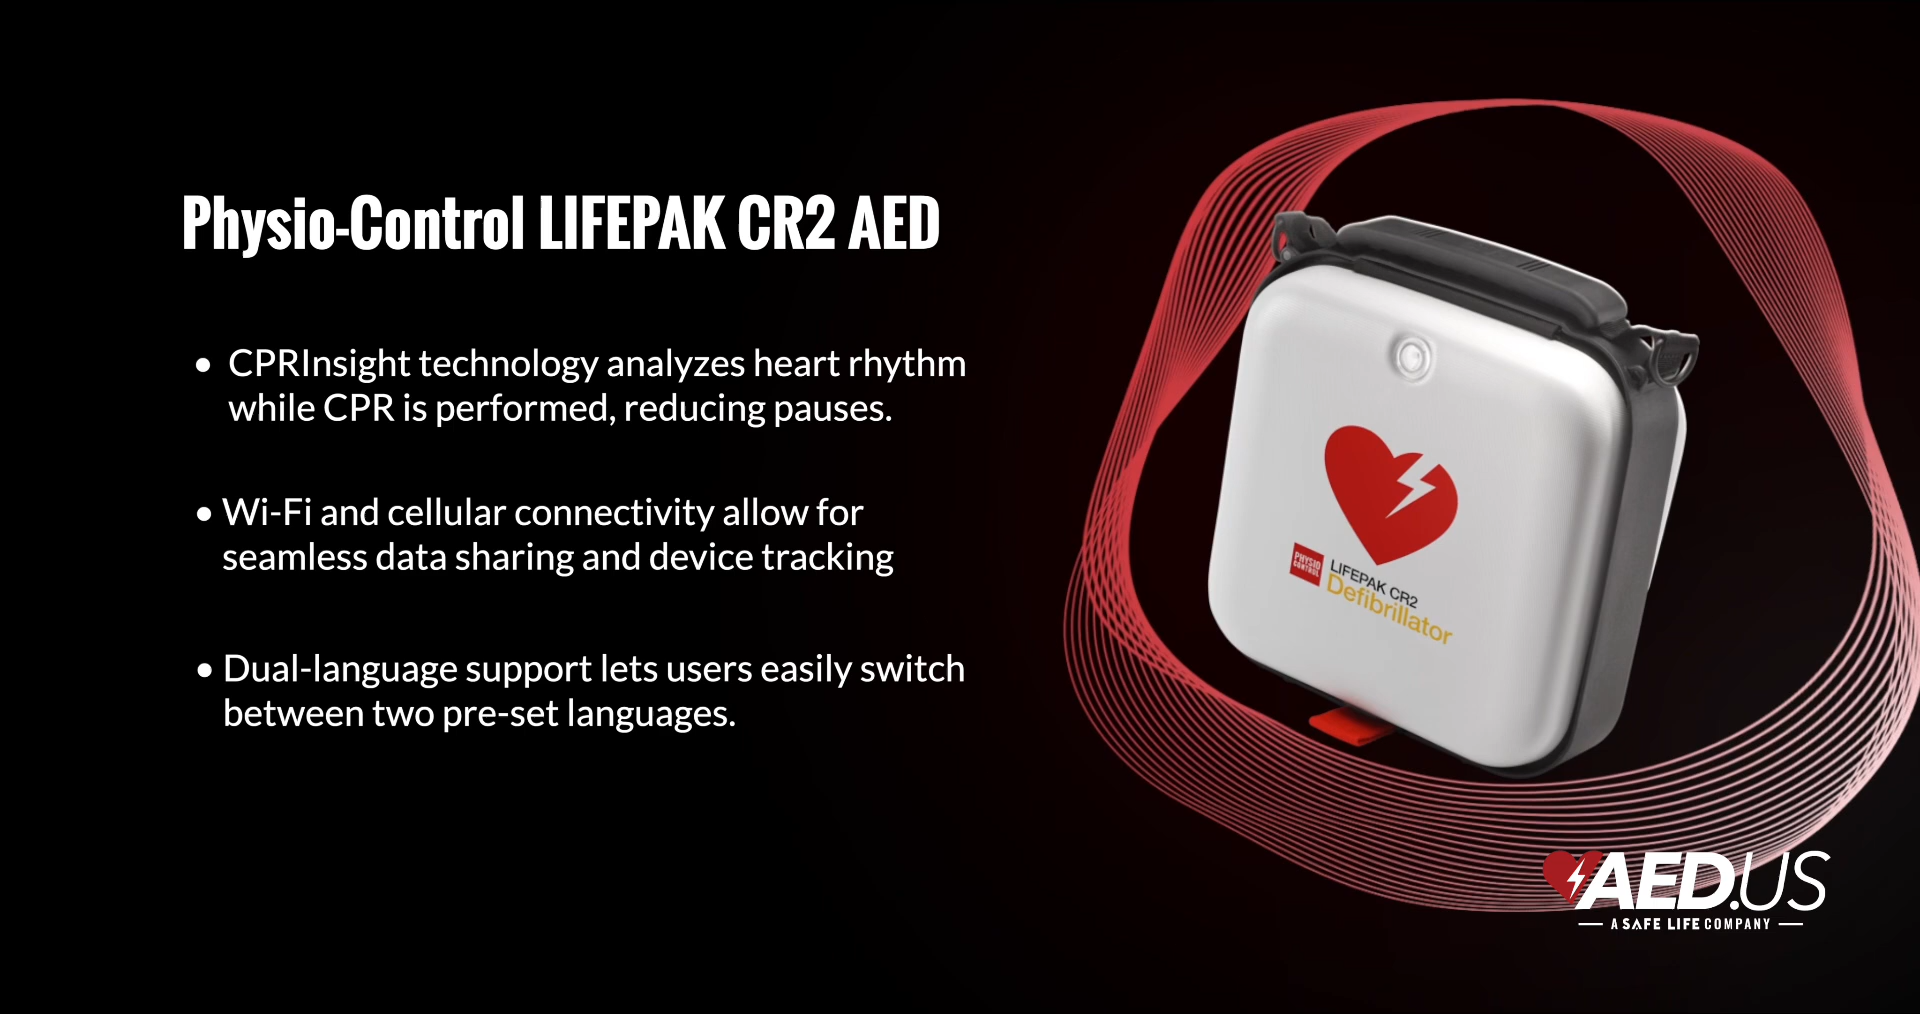 Physio-Control LIFEPAK CR2 AED
• CPRInsight technology analyzes heart rhythm
while CPR is performed, reducing pauses.
• Wi-Fi and cellular connectivity allow for
seamless data sharing and device tracking
• Dual-language support lets users easily switch
between two pre-set languages.
PHYSIO
CONTROL
LIFEPAK CR2
Defibrillator
AED.US
A SAFE LIFE COMPANY